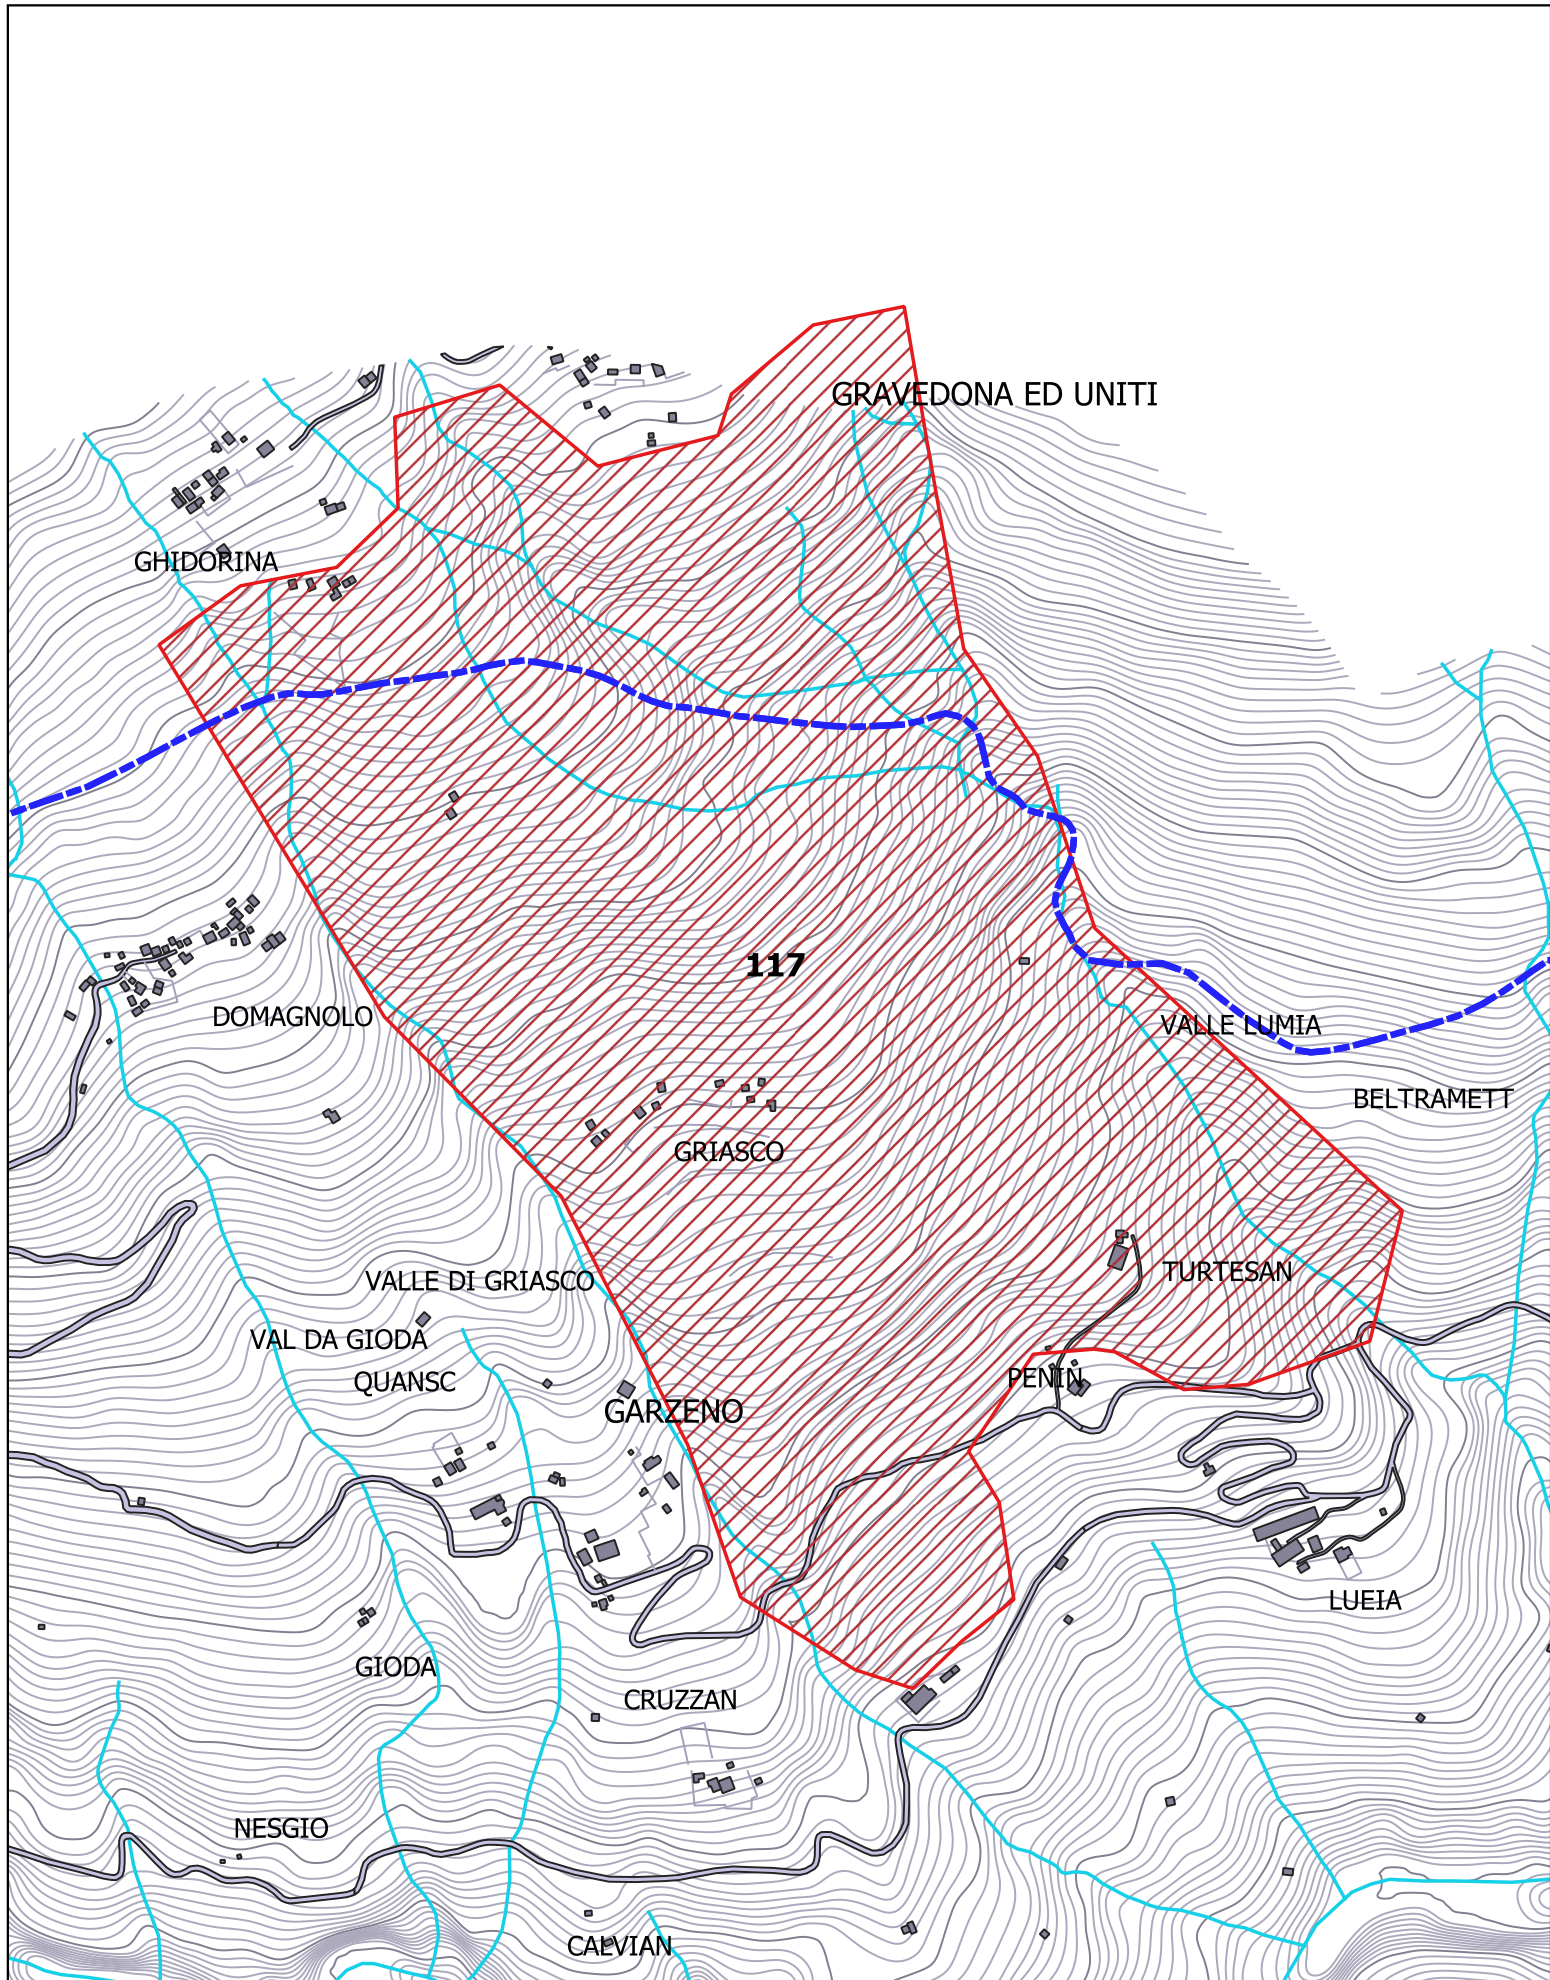 GRAVEDONA ED UNITI
GHIDORINA
117
DOMAGNOLO
VALLE LUMIA
BELTRAMETT
GRIASCO
TURTESAN
VALLE DI GRIASCO
VAL DA GIODA
PENIN
QUANSC
GARZENO
LUEIA
GIODA
CRUZZAN
NESGIO
CALVIAN